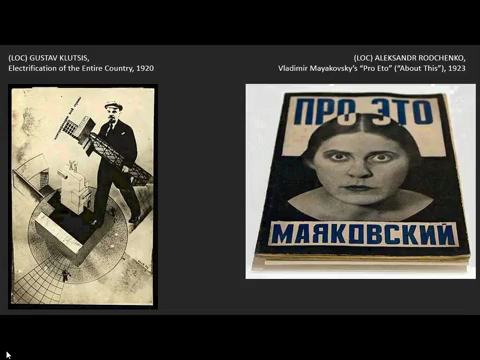 (LOC) GUSTAV KLUTSIS,
Electrification of the Entire Country, 1920
(LOC) ALEKSANDR RODCHENKO,
Vladimir Mayakovsky's “Pro Eto” (“About This”), 1923
ПРО ЭТО
МАЯКОВСКИЙ